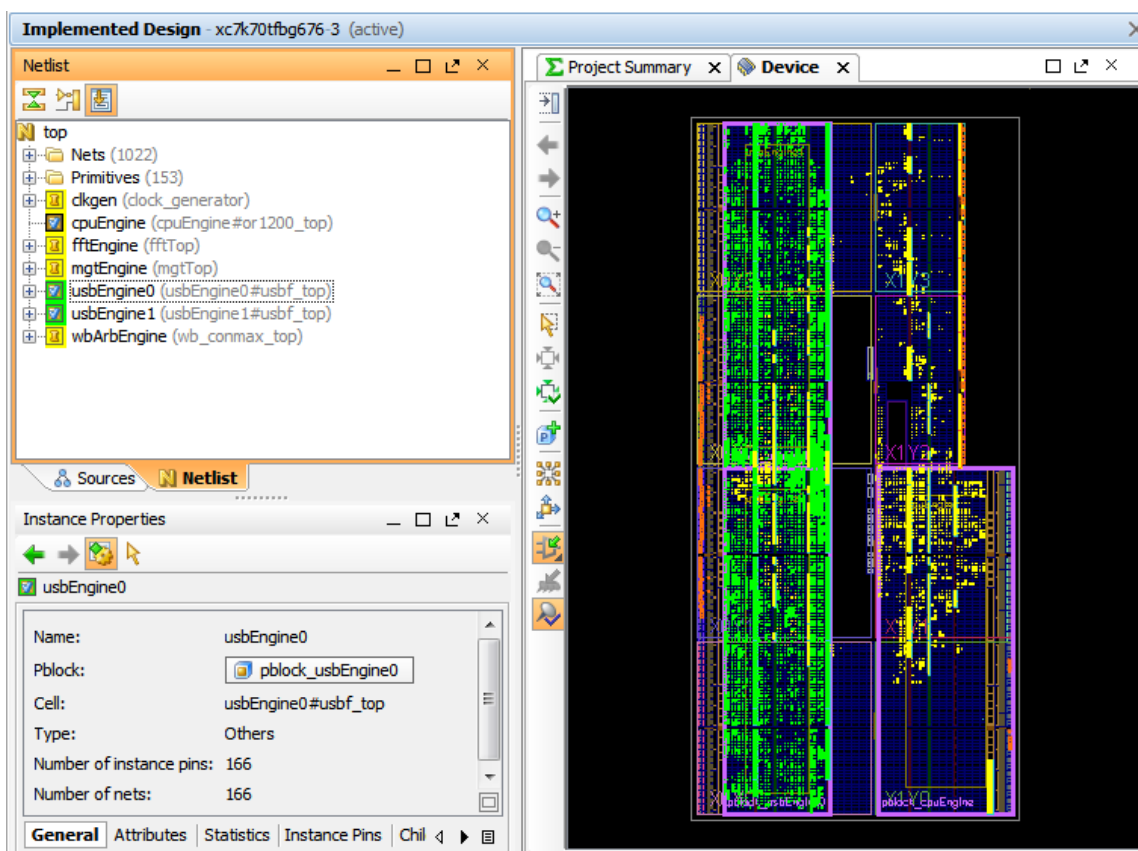 Implemented Design - xc7k70tfbg676-3 (active)
Netlist
top
Nets (1022)
Primitives (153)
clkgen (clock_generator)
cpuEngine (cpuEngine#or1200_top)
fftEngine (fftTop)
mgtEngine (mgtTop)
usbEngine0 (usbEngine0#usbf_top)
usbEngine1 (usbEngine1#usbf_top)
wbArbEngine (wb_conmax_top)
Sources Netlist
Instance Properties
usbEngine0
Name: usbEngine0
Pblock: pblock_usbEngine0
Cell: usbEngine0#usbf_top
Type: Others
Number of instance pins: 166
Number of nets: 166
General Attributes Statistics Instance Pins Chil
Project Summary Device
pblock_cpuEngine
X1Y0